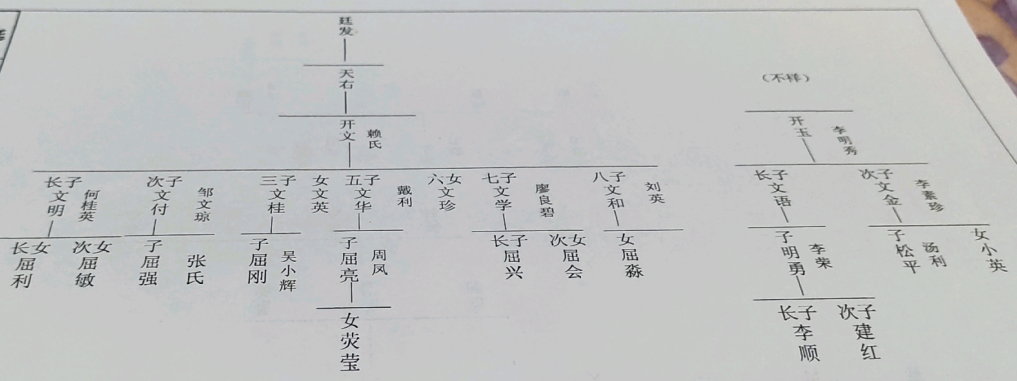 廷发
天右
(不样)
开文 赖氏
开玉 李明秀
长子文明 何桂英
次子文付 邹文琼
三子文桂
女文英
五子文华 戴利
六女文珍
七子文学 廖良碧
八子文和 刘英
长子文语
次子文金 李素珍
长女屈利
次女屈敏
子屈强 张氏
子屈刚 吴小辉
子屈亮 周凤
长子屈兴
次女屈会
女屈淼
子明勇 李荣
子松平 汤利
女小英
女荧莹
长子李顺
次子建红